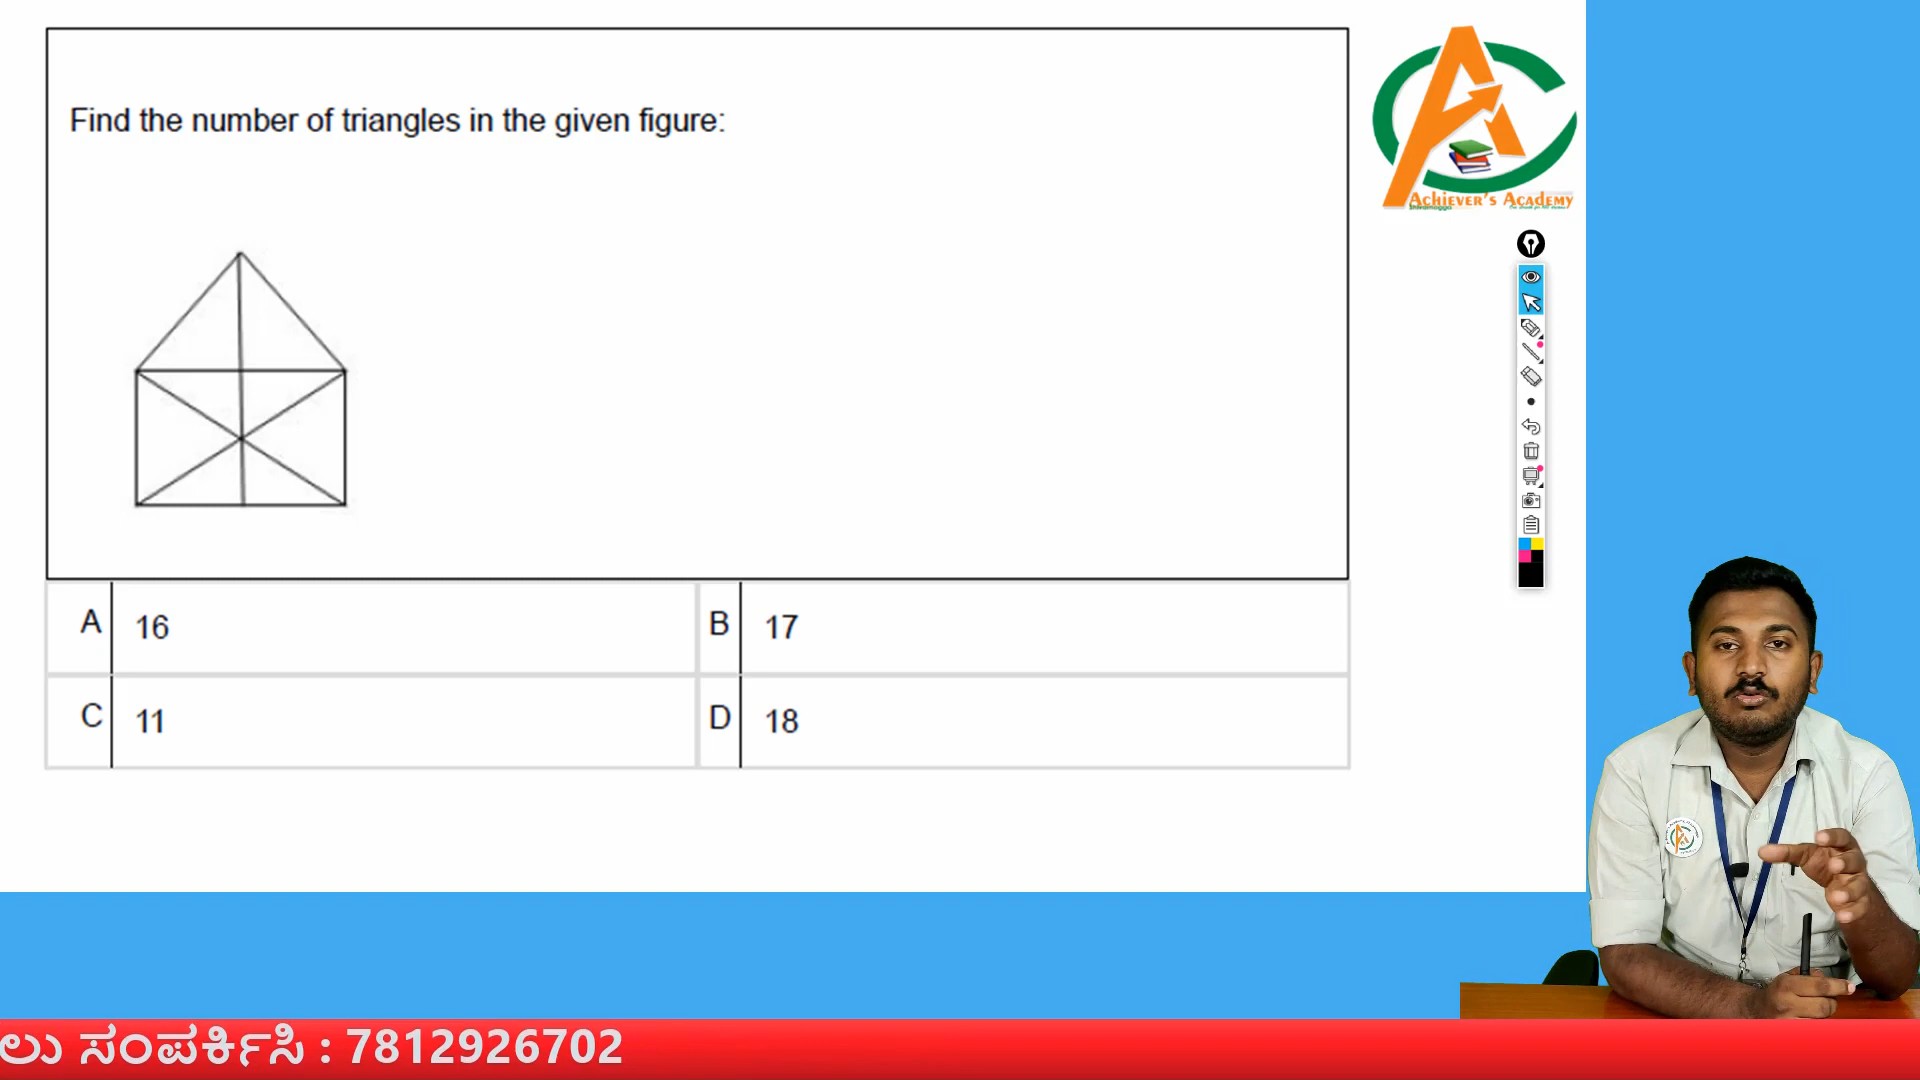 Find the number of triangles in the given figure:
ACHIEVER'S ACADEMY
A 16
B 17
C 11
D 18
ಲು ಸಂಪರ್ಕಿಸಿ : 7812926702